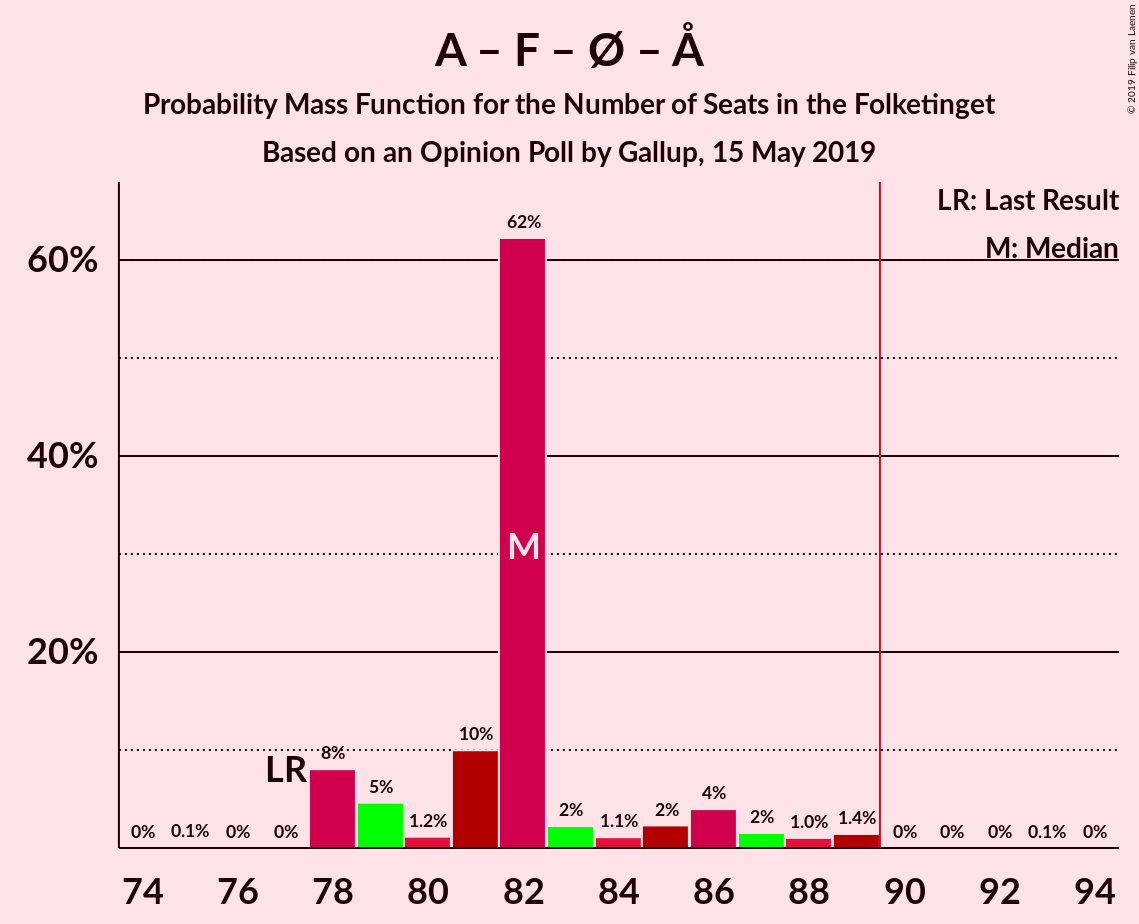 A – F – Ø – Å
Probability Mass Function for the Number of Seats in the Folketinget
Based on an Opinion Poll by Gallup, 15 May 2019
© 2019 Filip van Laenen
LR: Last Result
M: Median
60%
40%
20%
62%
M
LR
0% 0.1% 0% 0% 8% 5% 1.2% 10% 2% 1.1% 2% 4% 2% 1.0% 1.4% 0% 0% 0% 0.1% 0%
74 76 78 80 82 84 86 88 90 92 94